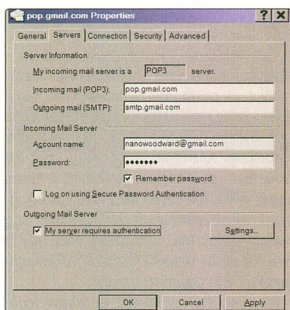 pop.gmail.com Properties
General Servers Connection Security Advanced
Server Information
My incoming mail server is a POP3 server.
Incoming mail (POP3): pop.gmail.com
Outgoing mail (SMTP): smtp.gmail.com
Incoming Mail Server
Account name: nanowoodward@gmail.com
Password: •••••••
Remember password
Log on using Secure Password Authentication
Outgoing Mail Server
My server requires authentication Settings...
OK Cancel Apply